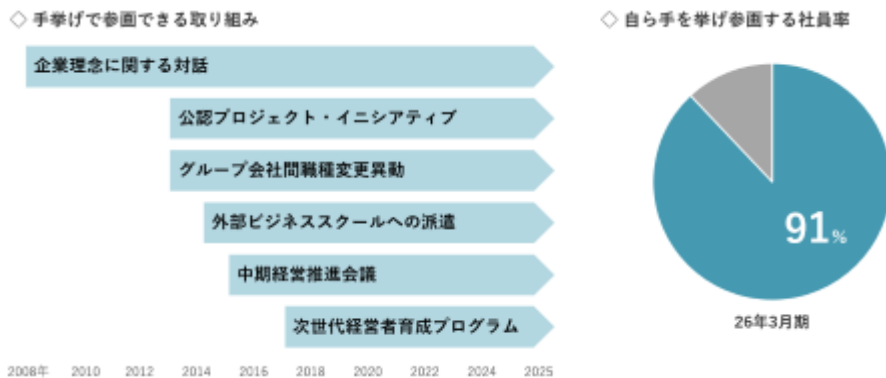 ◇ 手挙げで参画できる取り組み
企業理念に関する対話
公認プロジェクト・イニシアティブ
グループ会社間職種変更異動
外部ビジネススクールへの派遣
中期経営推進会議
次世代経営者育成プログラム
2008年 2010 2012 2014 2016 2018 2020 2022 2024 2025
◇ 自ら手を挙げ参画する社員率
91%
26年3月期